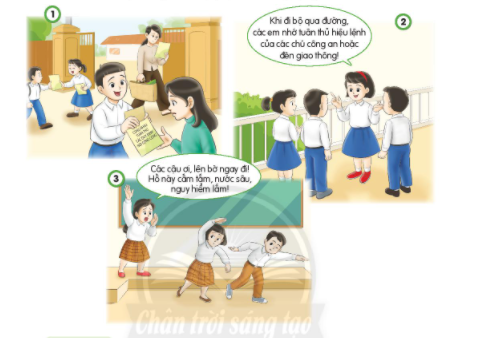 1
2
Khi đi bộ qua đường,
các em nhớ tuân thủ hiệu lệnh
của các chú công an hoặc
đèn giao thông!
3
Các cậu ơi, lên bờ ngay đi!
Hồ này cấm tắm, nước sâu,
nguy hiểm lắm!
Chân trời sáng tạo